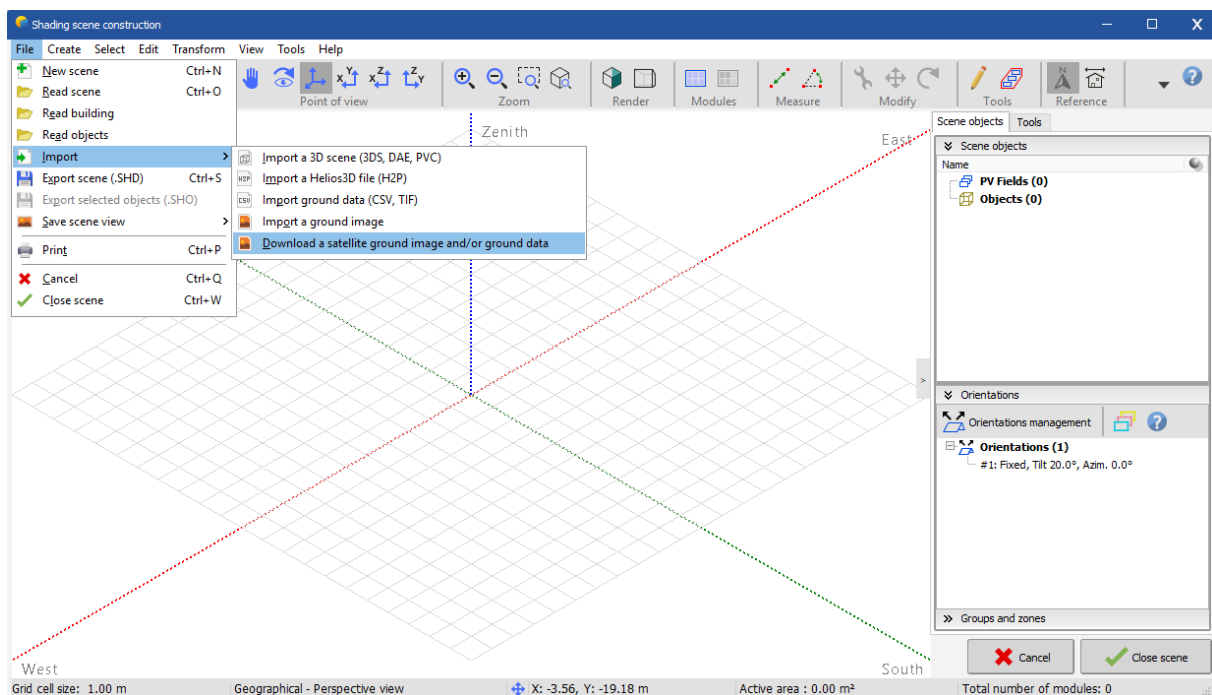 Shading scene construction
File Create Select Edit Transform View Tools Help
New scene Ctrl+N
Read scene Ctrl+O
Read building
Read objects
Import
Export scene (.SHD) Ctrl+S
Export selected objects (.SHO)
Save scene view
Print Ctrl+P
Cancel Ctrl+Q
Close scene Ctrl+W
Import a 3D scene (3DS, DAE, PVC)
H2P Import a Helios3D file (H2P)
CSV Import ground data (CSV, TIF)
Import a ground image
Download a satellite ground image and/or ground data
X Y Z X Z Y Z Y
N
Point of view Zoom Render Modules Measure Modify Tools Reference
Zenith
East
West
South
Scene objects Tools
Scene objects
Name
PV Fields (0)
Objects (0)
Orientations
Orientations management
Orientations (1)
#1: Fixed, Tilt 20.0°, Azim. 0.0°
Groups and zones
Cancel Close scene
Grid cell size: 1.00 m Geographical - Perspective view X: -3.56, Y: -19.18 m Active area : 0.00 m² Total number of modules: 0